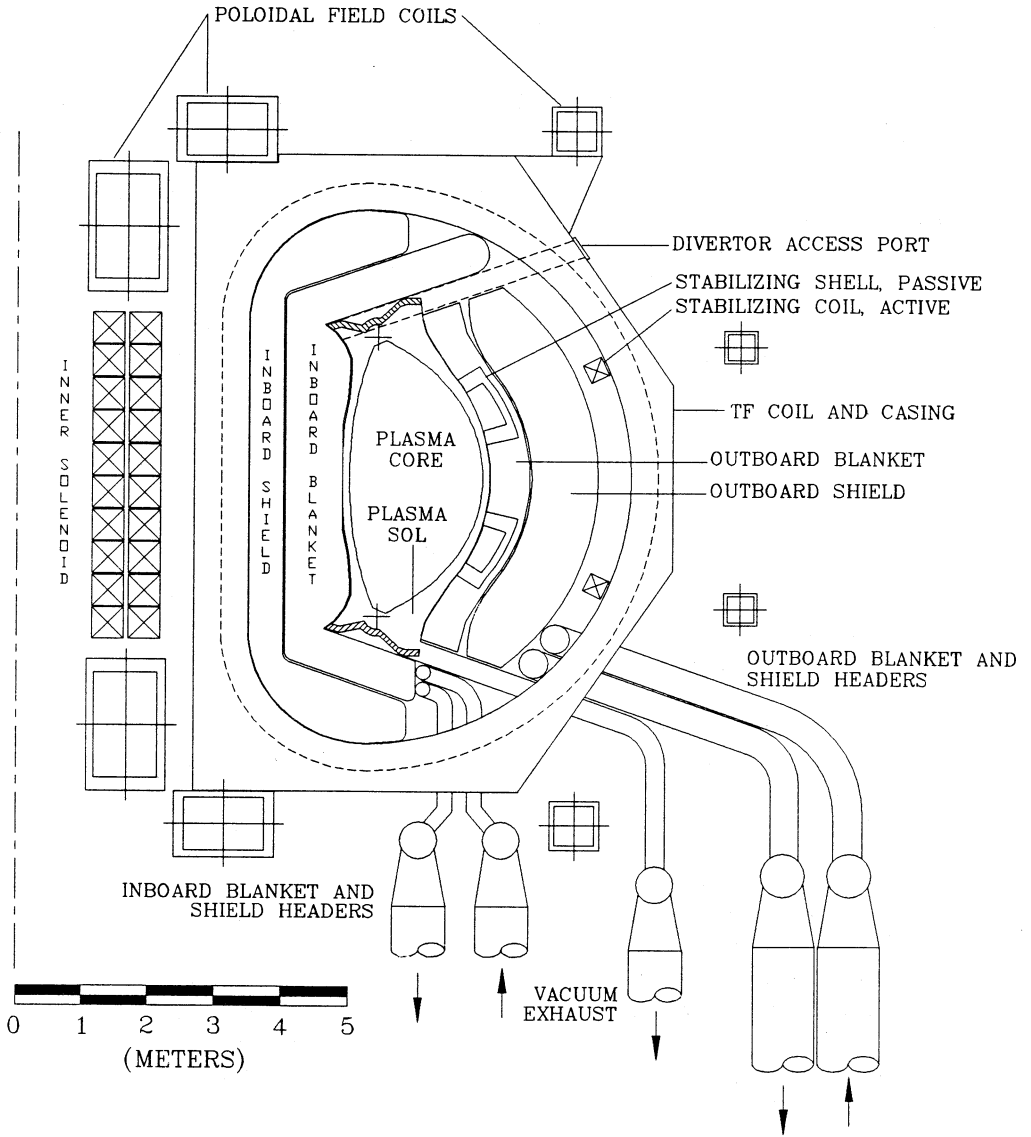 POLOIDAL FIELD COILS
DIVERTOR ACCESS PORT
STABILIZING SHELL, PASSIVE
STABILIZING COIL, ACTIVE
INNER SOLENOID
INBOARD SHIELD
INBOARD BLANKET
PLASMA
CORE
TF COIL AND CASING
OUTBOARD BLANKET
OUTBOARD SHIELD
PLASMA
SOL
OUTBOARD BLANKET AND
SHIELD HEADERS
INBOARD BLANKET AND
SHIELD HEADERS
VACUUM
EXHAUST
0 1 2 3 4 5
(METERS)